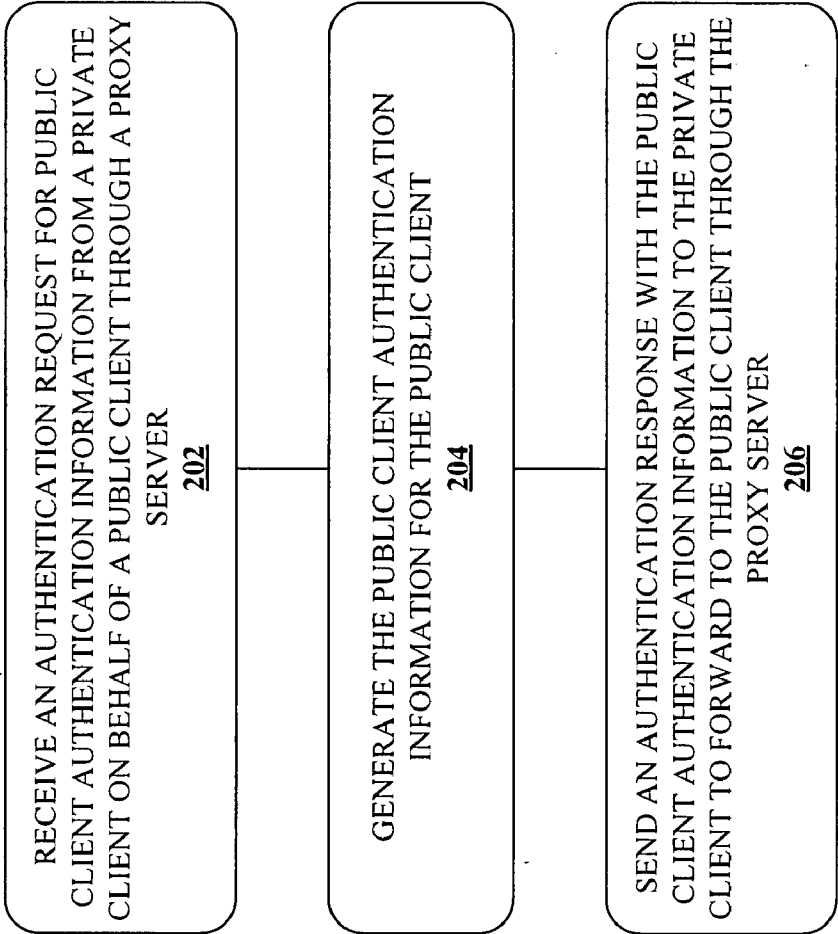 RECEIVE AN AUTHENTICATION REQUEST FOR PUBLIC
CLIENT AUTHENTICATION INFORMATION FROM A PRIVATE
CLIENT ON BEHALF OF A PUBLIC CLIENT THROUGH A PROXY
SERVER
202
GENERATE THE PUBLIC CLIENT AUTHENTICATION
INFORMATION FOR THE PUBLIC CLIENT
204
SEND AN AUTHENTICATION RESPONSE WITH THE PUBLIC
CLIENT AUTHENTICATION INFORMATION TO THE PRIVATE
CLIENT TO FORWARD TO THE PUBLIC CLIENT THROUGH THE
PROXY SERVER
206